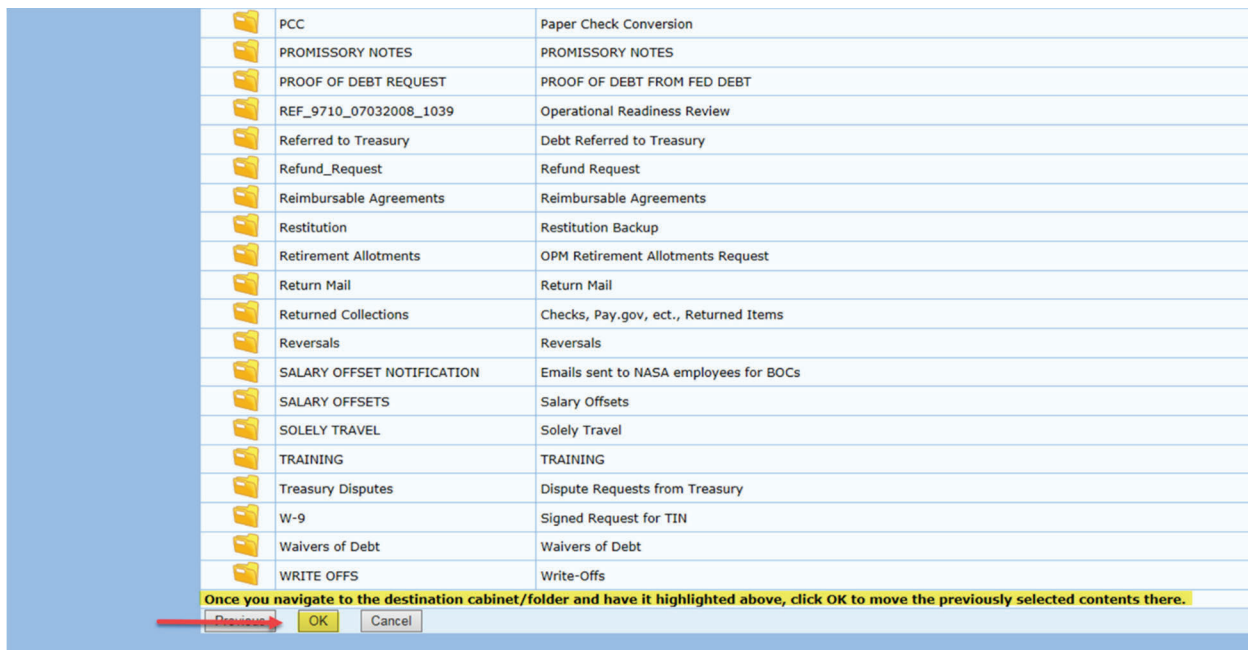 PCC Paper Check Conversion
PROMISSORY NOTES PROMISSORY NOTES
PROOF OF DEBT REQUEST PROOF OF DEBT FROM FED DEBT
REF_9710_07032008_1039 Operational Readiness Review
Referred to Treasury Debt Referred to Treasury
Refund_Request Refund Request
Reimbursable Agreements Reimbursable Agreements
Restitution Restitution Backup
Retirement Allotments OPM Retirement Allotments Request
Return Mail Return Mail
Returned Collections Checks, Pay.gov, ect., Returned Items
Reversals Reversals
SALARY OFFSET NOTIFICATION Emails sent to NASA employees for BOCs
SALARY OFFSETS Salary Offsets
SOLELY TRAVEL Solely Travel
TRAINING TRAINING
Treasury Disputes Dispute Requests from Treasury
W-9 Signed Request for TIN
Waivers of Debt Waivers of Debt
WRITE OFFS Write-Offs
Once you navigate to the destination cabinet/folder and have it highlighted above, click OK to move the previously selected contents there.
Previous OK Cancel